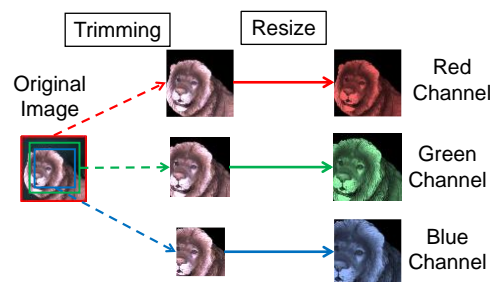 Trimming
Resize
Original
Image
Red
Channel
Green
Channel
Blue
Channel